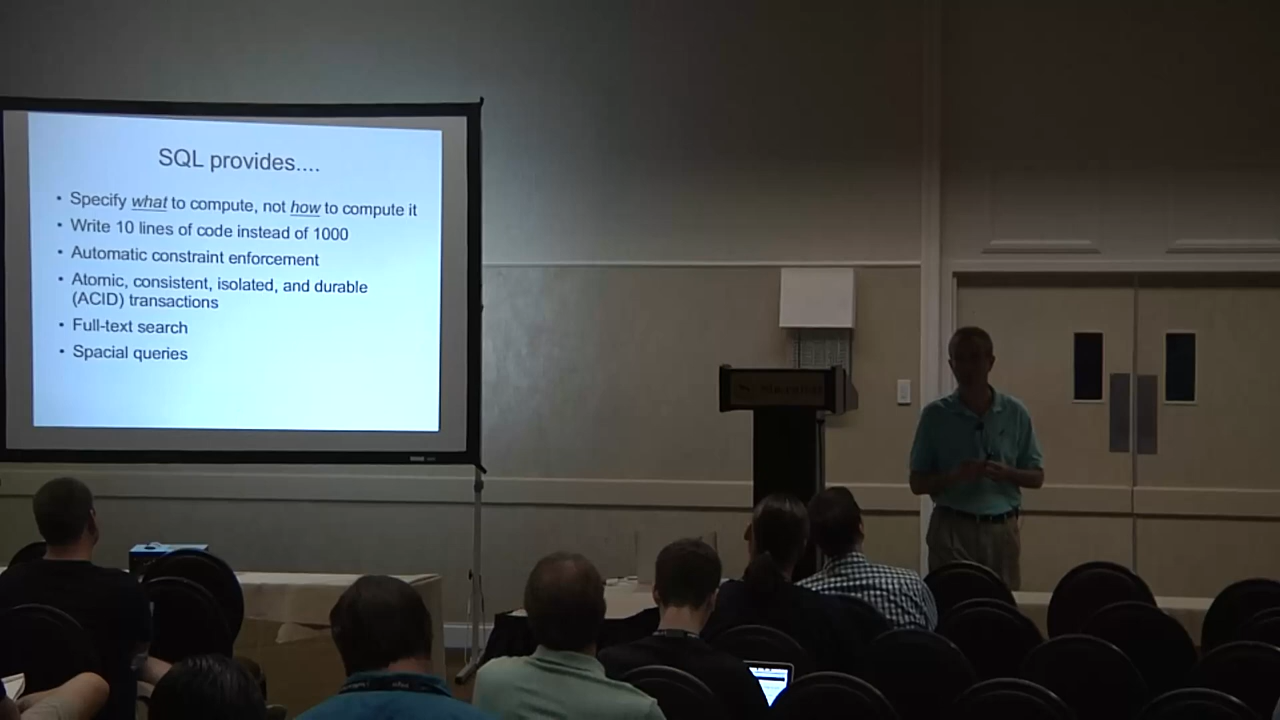 SQL provides....
• Specify what to compute, not how to compute it
• Write 10 lines of code instead of 1000
• Automatic constraint enforcement
• Atomic, consistent, isolated, and durable
(ACID) transactions
• Full-text search
• Spacial queries